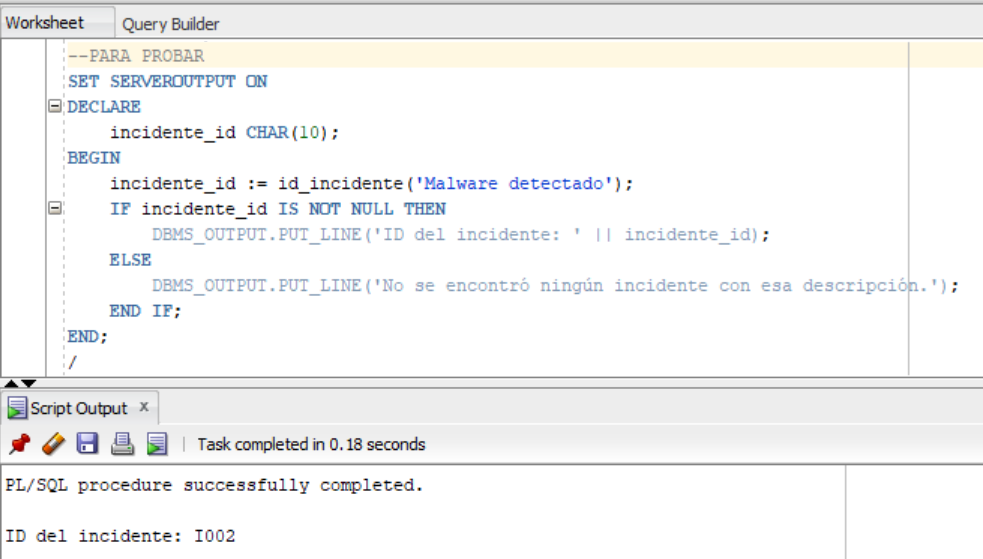 Worksheet Query Builder
--PARA PROBAR
SET SERVEROUTPUT ON
DECLARE
incidente_id CHAR(10);
BEGIN
incidente_id := id_incidente('Malware detectado');
IF incidente_id IS NOT NULL THEN
DBMS_OUTPUT.PUT_LINE('ID del incidente: ' || incidente_id);
ELSE
DBMS_OUTPUT.PUT_LINE('No se encontró ningún incidente con esa descripción.');
END IF;
END;
/
Script Output x
Task completed in 0.18 seconds
PL/SQL procedure successfully completed.
ID del incidente: I002